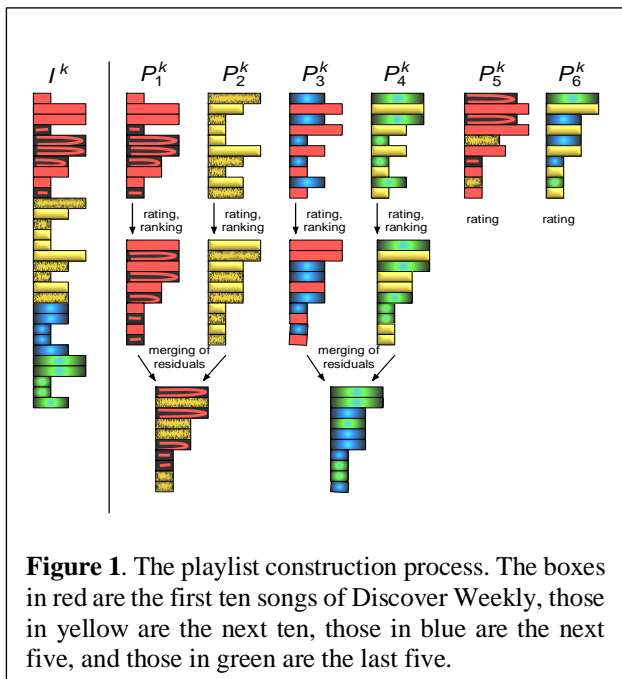 I^k P_1^k P_2^k P_3^k P_4^k P_5^k P_6^k
rating, ranking
rating, ranking
rating, ranking
rating, ranking
rating
rating
merging of residuals
merging of residuals
Figure 1. The playlist construction process. The boxes
in red are the first ten songs of Discover Weekly, those
in yellow are the next ten, those in blue are the next
five, and those in green are the last five.